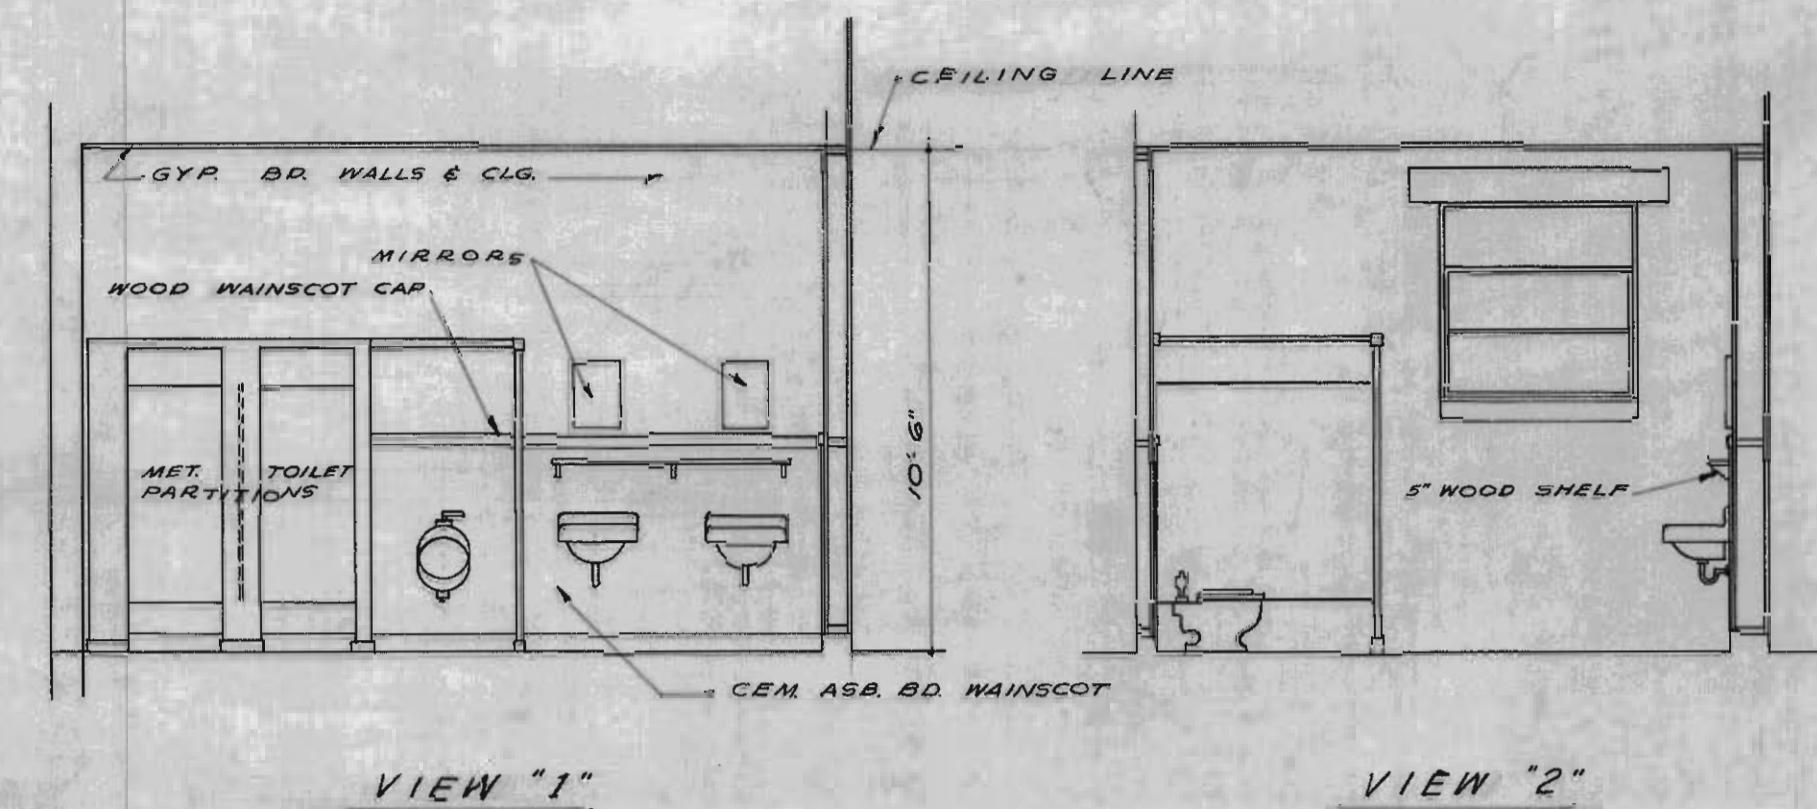 CEILING LINE
GYP. BD. WALLS & CLG.
MIRRORS
WOOD WAINSCOT CAP.
MET. TOILET
PARTITIONS
10'-6"
5" WOOD SHELF
CEM. ASB. BD. WAINSCOT
VIEW "1"
VIEW "2"